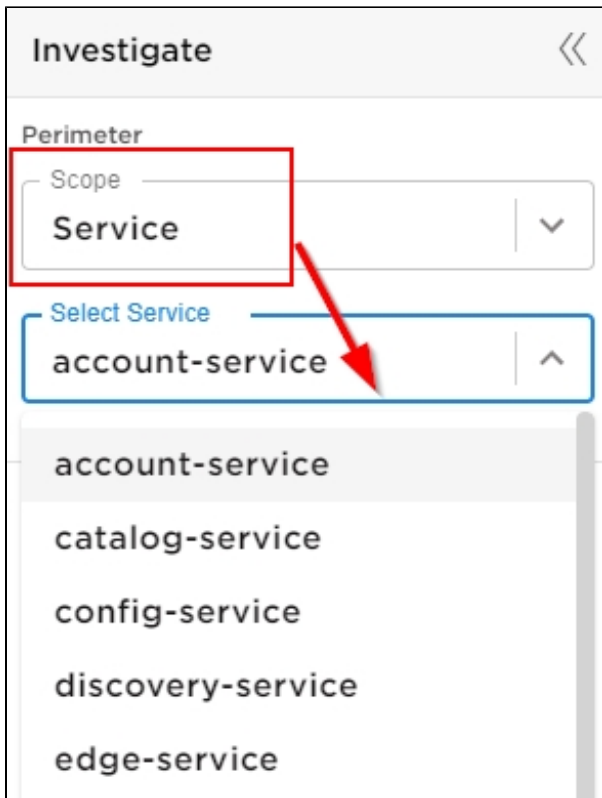 Investigate
Perimeter
Scope
Service
Select Service
account-service
account-service
catalog-service
config-service
discovery-service
edge-service